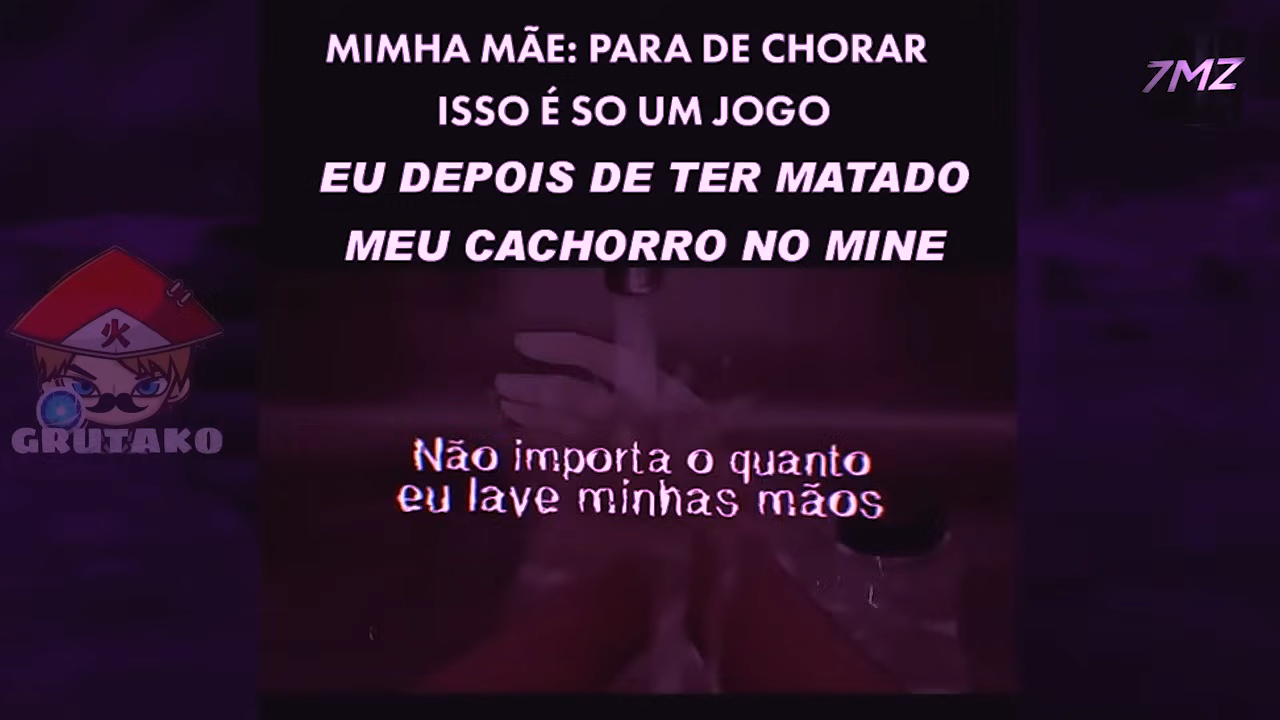 MIMHA MÃE: PARA DE CHORAR
7MZ
ISSO É SO UM JOGO
EU DEPOIS DE TER MATADO
MEU CACHORRO NO MINE
火
GRUTAKO
Não importa o quanto
eu lave minhas mãos